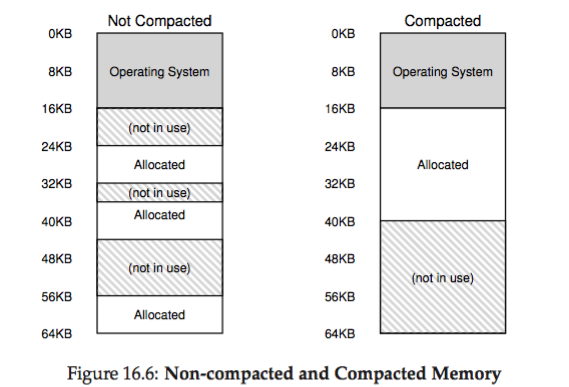 Not Compacted
0KB
8KB
Operating System
16KB
(not in use)
24KB
Allocated
32KB
(not in use)
Allocated
40KB
48KB
(not in use)
56KB
Allocated
64KB
Compacted
0KB
8KB
Operating System
16KB
24KB
Allocated
32KB
40KB
48KB
(not in use)
56KB
64KB
Figure 16.6: Non-compacted and Compacted Memory